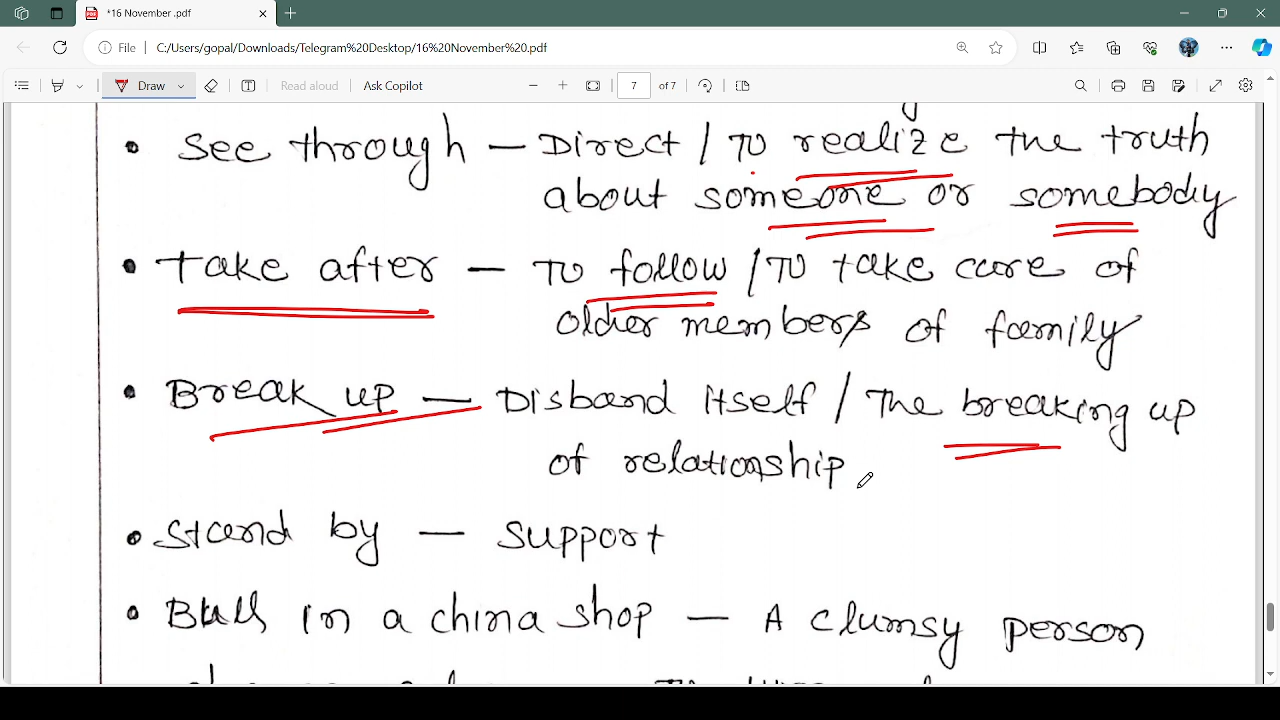 *16 November .pdf
File C:/Users/gopal/Downloads/Telegram%20Desktop/16%20November%20.pdf
Draw Read aloud Ask Copilot 7 of 7
• See through — Direct / To realize the truth
about someone or somebody
• Take after — To follow / To take care of
older members of family
• Break up — Disband itself / The breaking up
of relationship.
• Stand by — Support
• Bull in a china shop — A clumsy person